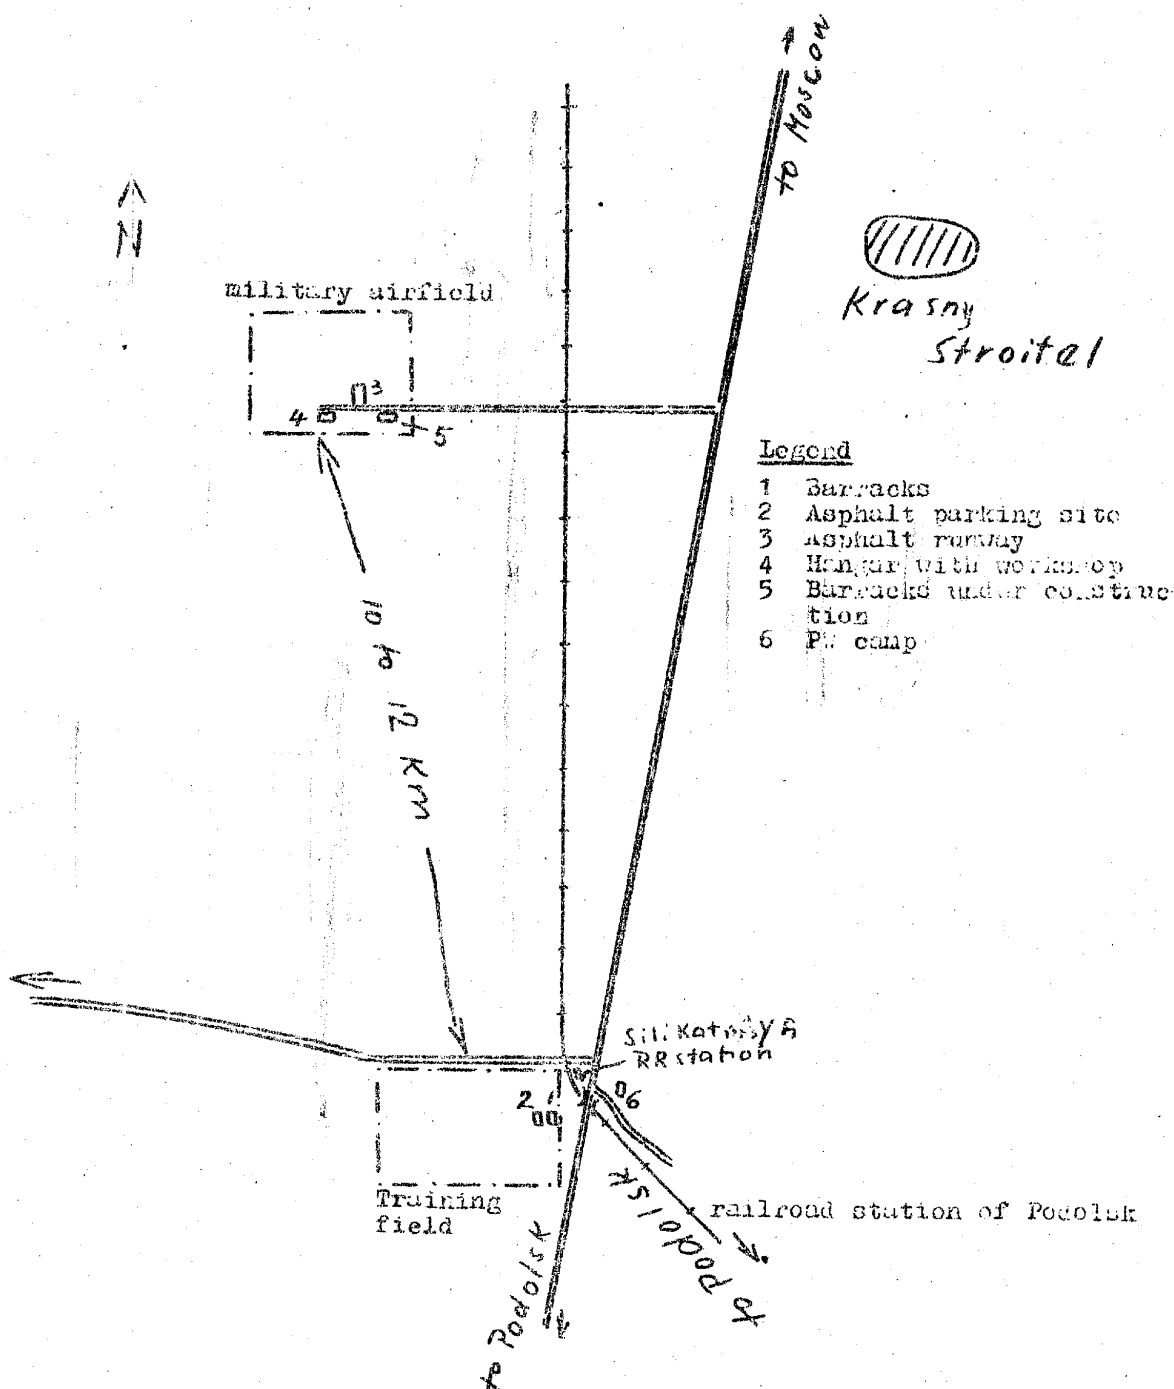 to Moscow
N
military airfield
Krasny
Stroitel
3
4
5
Legend
1 Barracks
2 Asphalt parking site
3 Asphalt runway
4 Hangar with workshop
5 Barracks under construc
tion
6 PW camp
10 to 12 km
Silikatnaya
RR station
2
6
Training
field
railroad station of Podolsk
to Podolsk
to Podolsk